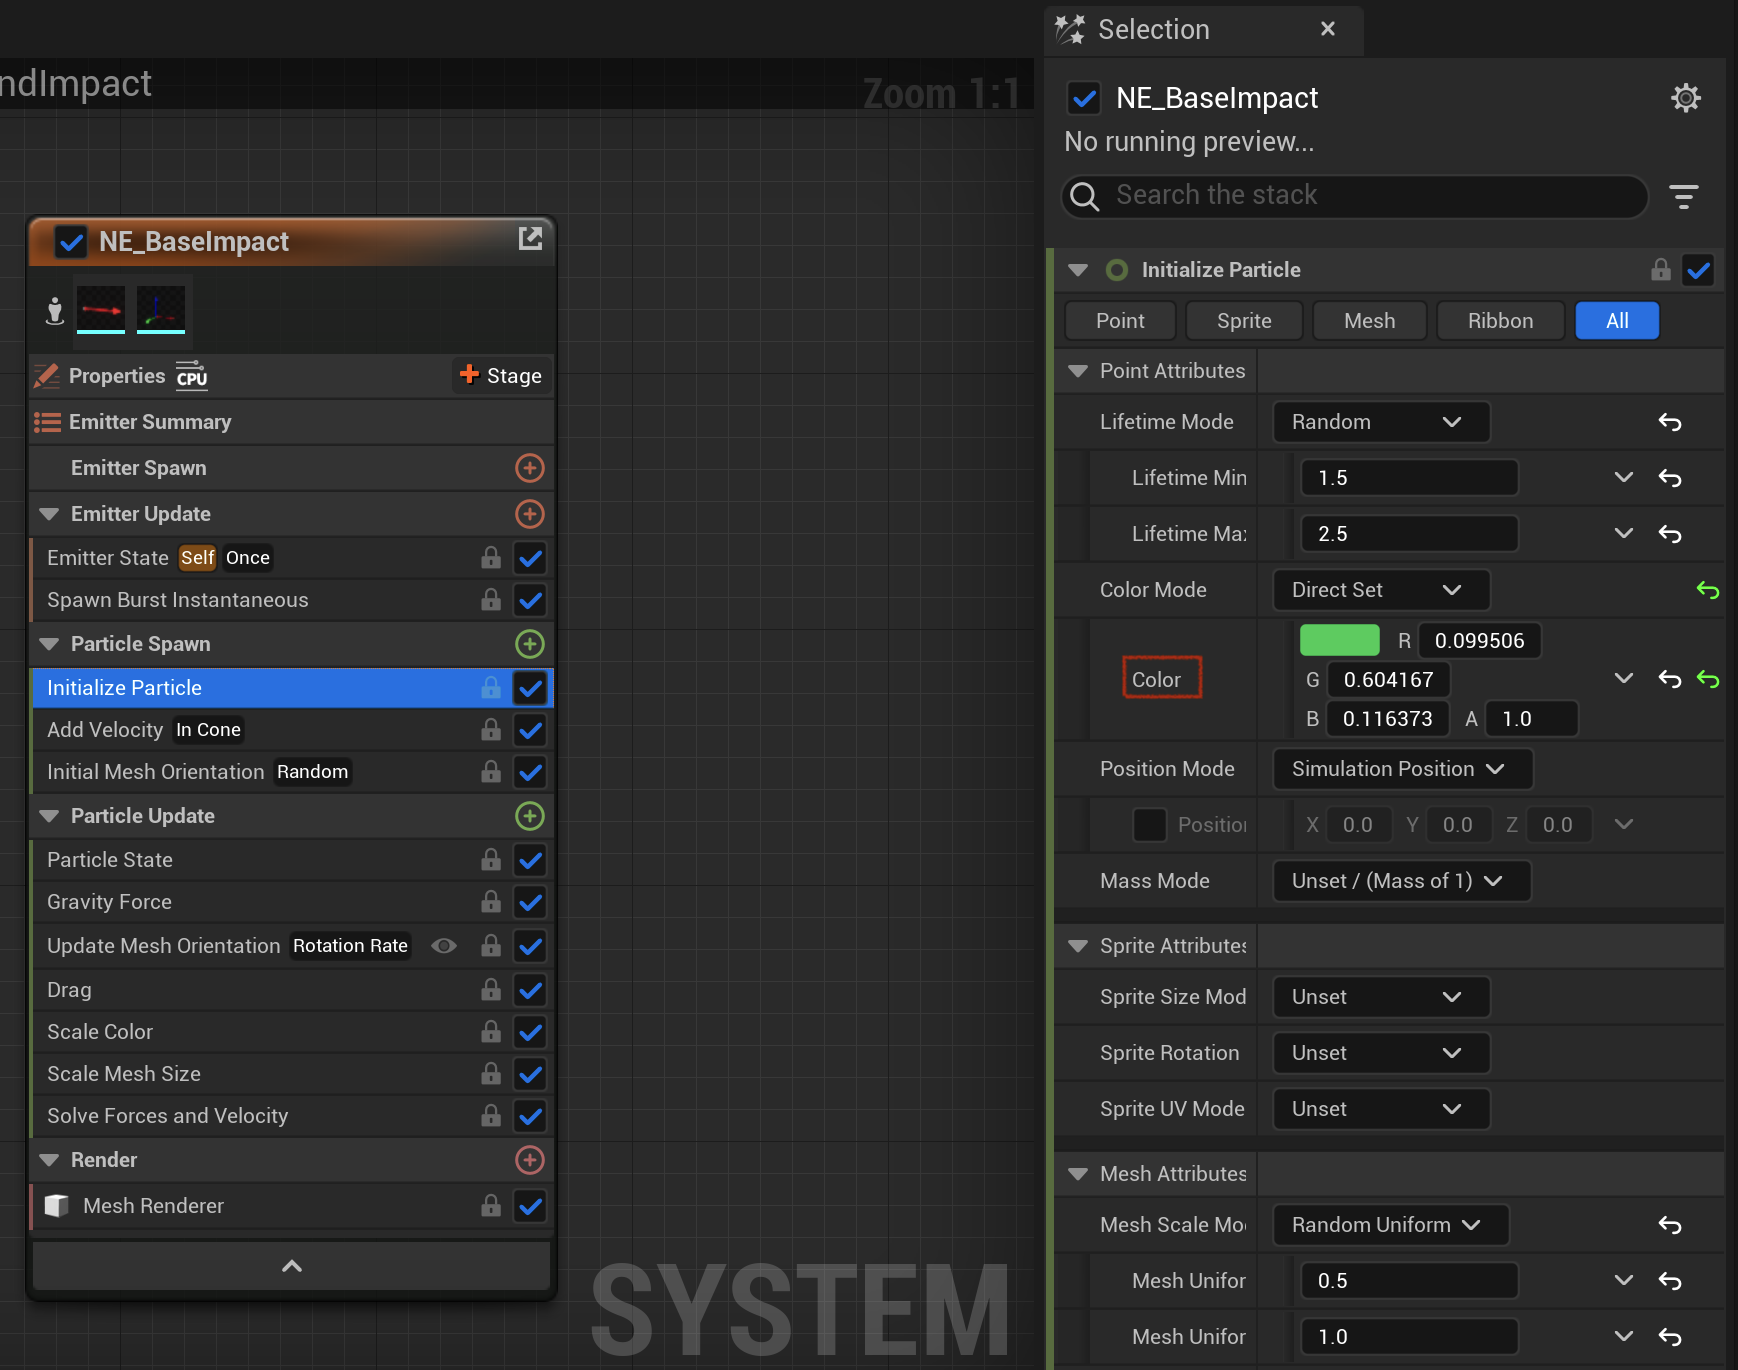 ndImpact
Zoom 1:1
NE_BaseImpact
Properties CPU
Stage
Emitter Summary
Emitter Spawn
Emitter Update
Emitter State Self Once
Spawn Burst Instantaneous
Particle Spawn
Initialize Particle
Add Velocity In Cone
Initial Mesh Orientation Random
Particle Update
Particle State
Gravity Force
Update Mesh Orientation Rotation Rate
Drag
Scale Color
Scale Mesh Size
Solve Forces and Velocity
Render
Mesh Renderer
SYSTEM
Selection
NE_BaseImpact
No running preview...
Search the stack
Initialize Particle
Point Sprite Mesh Ribbon All
Point Attributes
Lifetime Mode Random
Lifetime Min 1.5
Lifetime Ma 2.5
Color Mode Direct Set
R 0.099506
Color G 0.604167
B 0.116373 A 1.0
Position Mode Simulation Position
Positio X 0.0 Y 0.0 Z 0.0
Mass Mode Unset / (Mass of 1)
Sprite Attributes
Sprite Size Mod Unset
Sprite Rotation Unset
Sprite UV Mode Unset
Mesh Attributes
Mesh Scale Mo Random Uniform
Mesh Unifor 0.5
Mesh Unifor 1.0